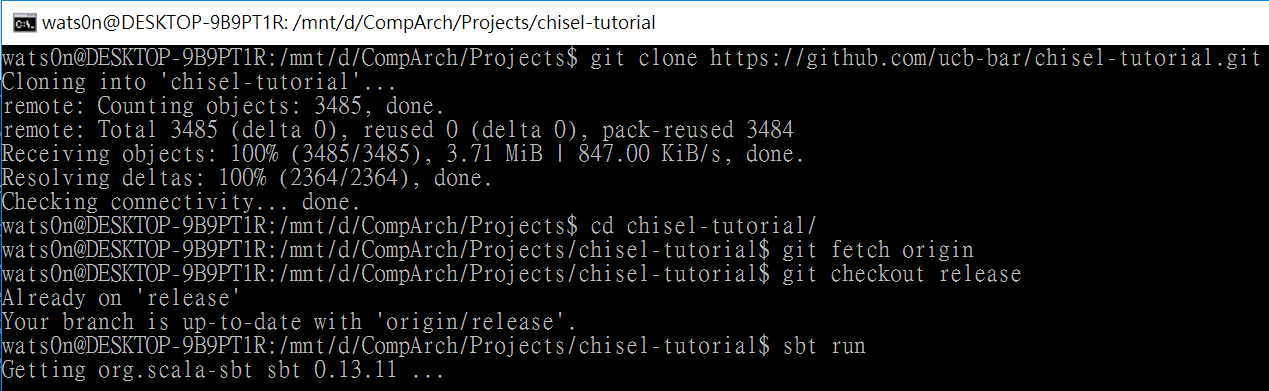 wats0n@DESKTOP-9B9PT1R: /mnt/d/CompArch/Projects/chisel-tutorial
wats0n@DESKTOP-9B9PT1R:/mnt/d/CompArch/Projects$ git clone https://github.com/ucb-bar/chisel-tutorial.git
Cloning into 'chisel-tutorial'...
remote: Counting objects: 3485, done.
remote: Total 3485 (delta 0), reused 0 (delta 0), pack-reused 3484
Receiving objects: 100% (3485/3485), 3.71 MiB | 847.00 KiB/s, done.
Resolving deltas: 100% (2364/2364), done.
Checking connectivity... done.
wats0n@DESKTOP-9B9PT1R:/mnt/d/CompArch/Projects$ cd chisel-tutorial/
wats0n@DESKTOP-9B9PT1R:/mnt/d/CompArch/Projects/chisel-tutorial$ git fetch origin
wats0n@DESKTOP-9B9PT1R:/mnt/d/CompArch/Projects/chisel-tutorial$ git checkout release
Already on 'release'
Your branch is up-to-date with 'origin/release'.
wats0n@DESKTOP-9B9PT1R:/mnt/d/CompArch/Projects/chisel-tutorial$ sbt run
Getting org.scala-sbt sbt 0.13.11 ...